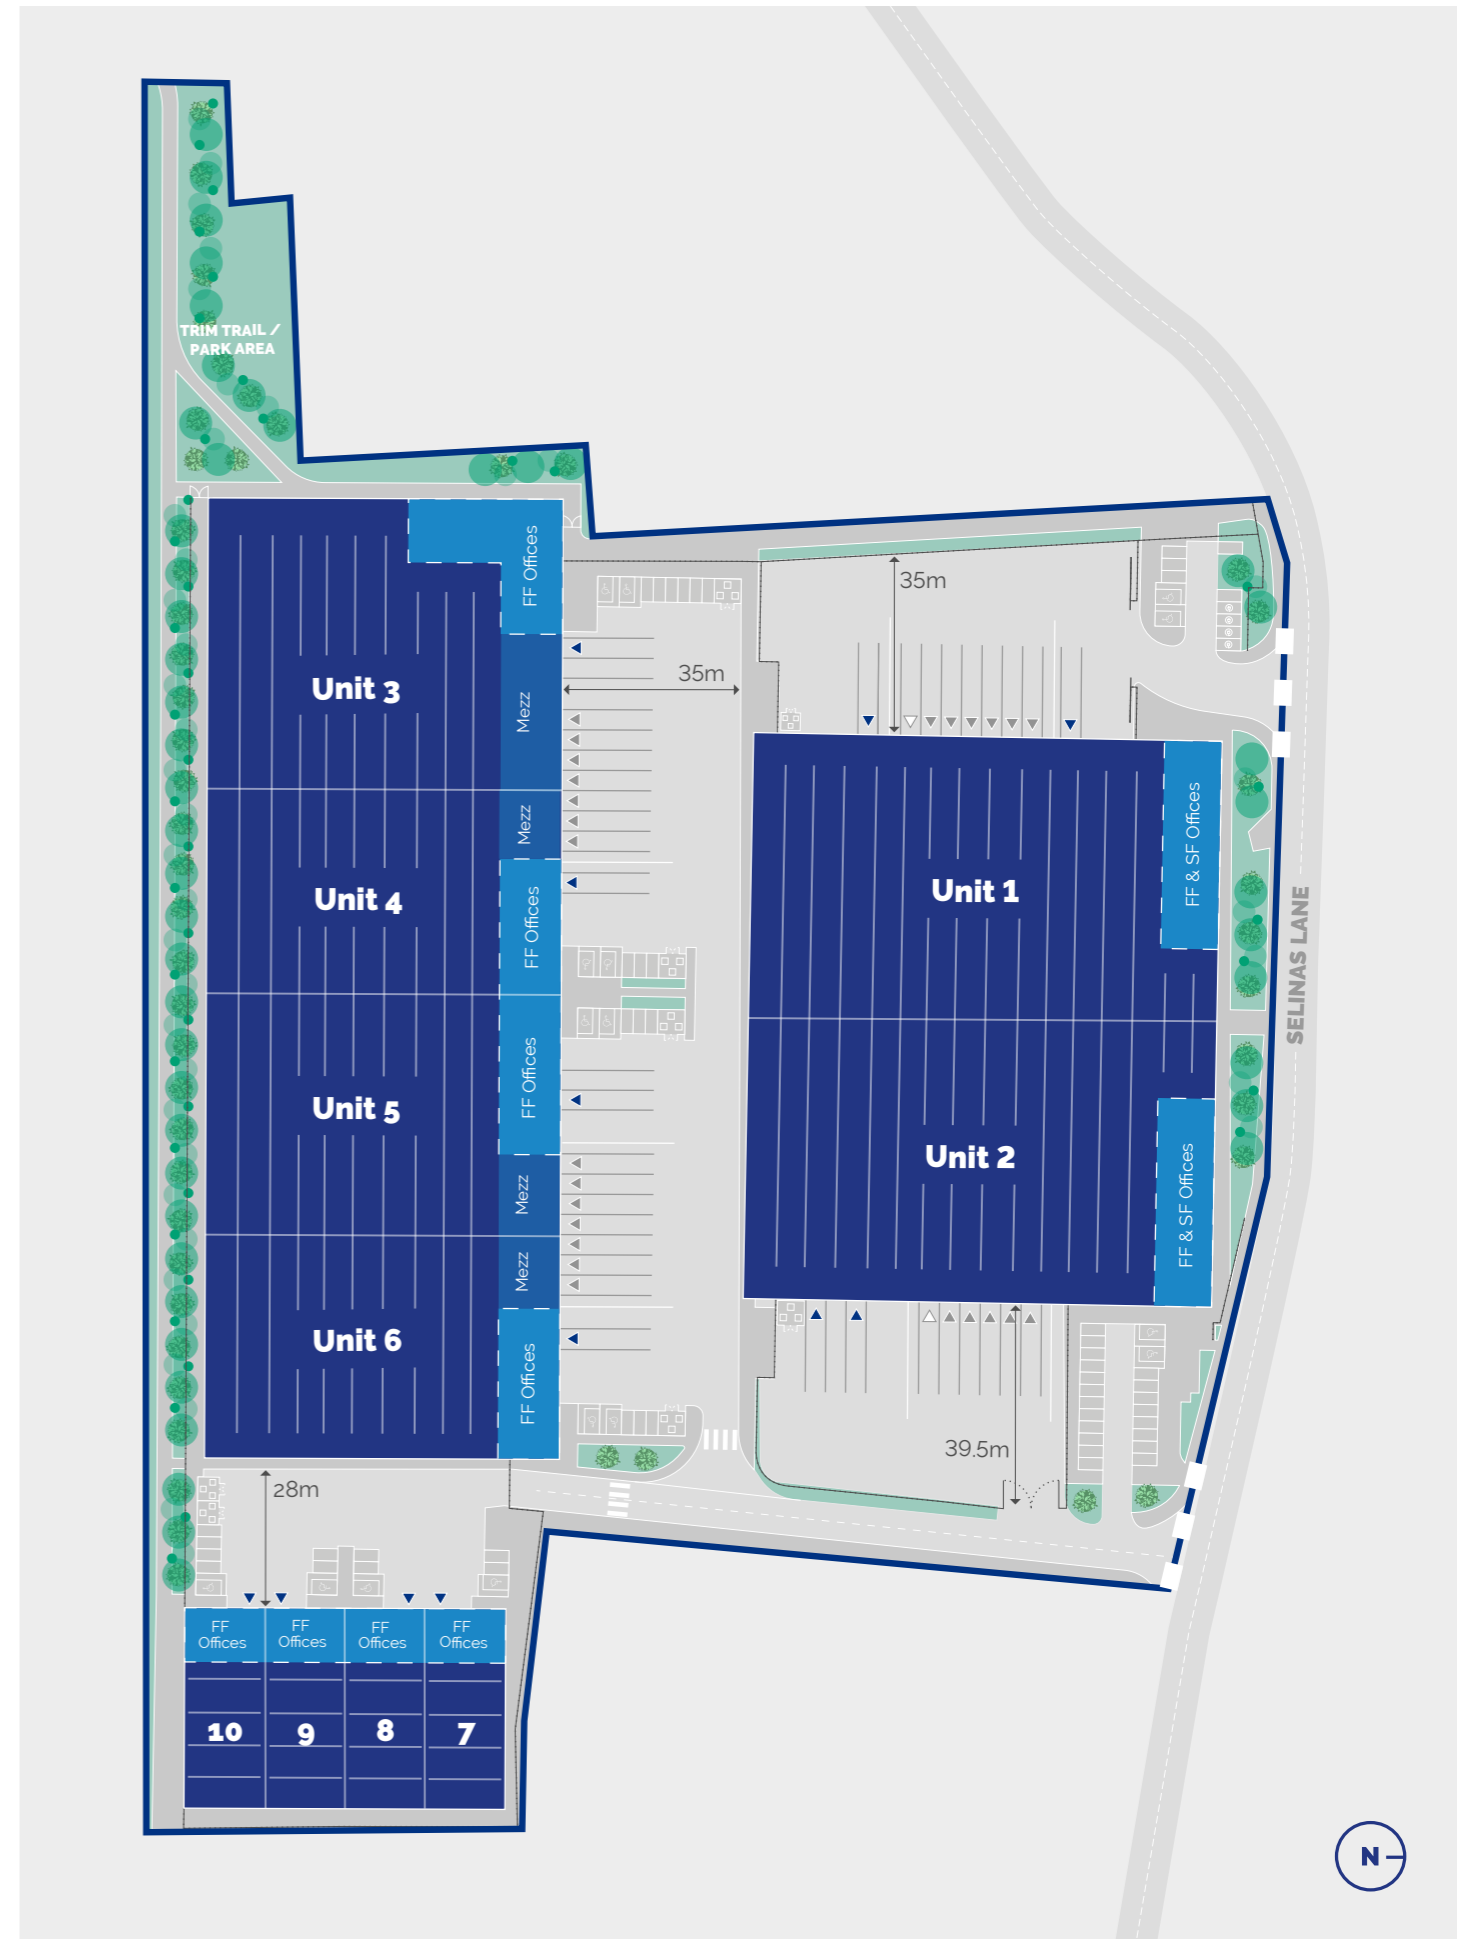 TRIM TRAIL /
PARK AREA
FF Offices
35m
35m
Unit 3
Mezz
Mezz
FF & SF Offices
Unit 4
Unit 1
FF Offices
SELINAS LANE
FF Offices
Unit 5
Unit 2
Mezz
FF & SF Offices
Mezz
Unit 6
FF Offices
39.5m
28m
FF
Offices
FF
Offices
FF
Offices
FF
Offices
10
9
8
7
N